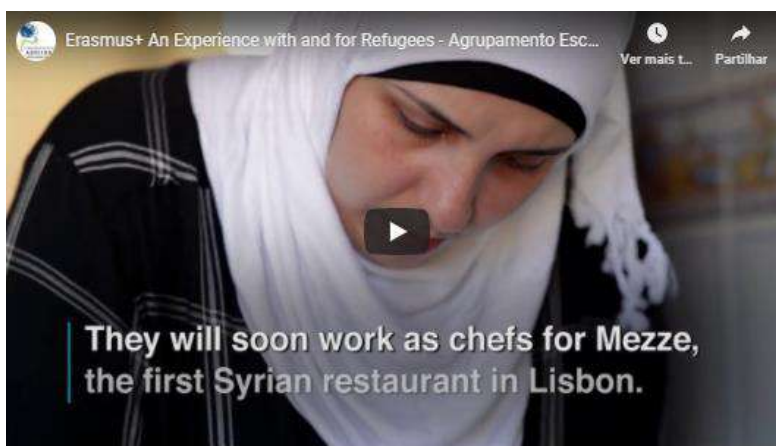 Erasmus+ An Experience with and for Refugees - Agrupamento Esc...
Ver mais t...
Partilhar
They will soon work as chefs for Mezze,
the first Syrian restaurant in Lisbon.